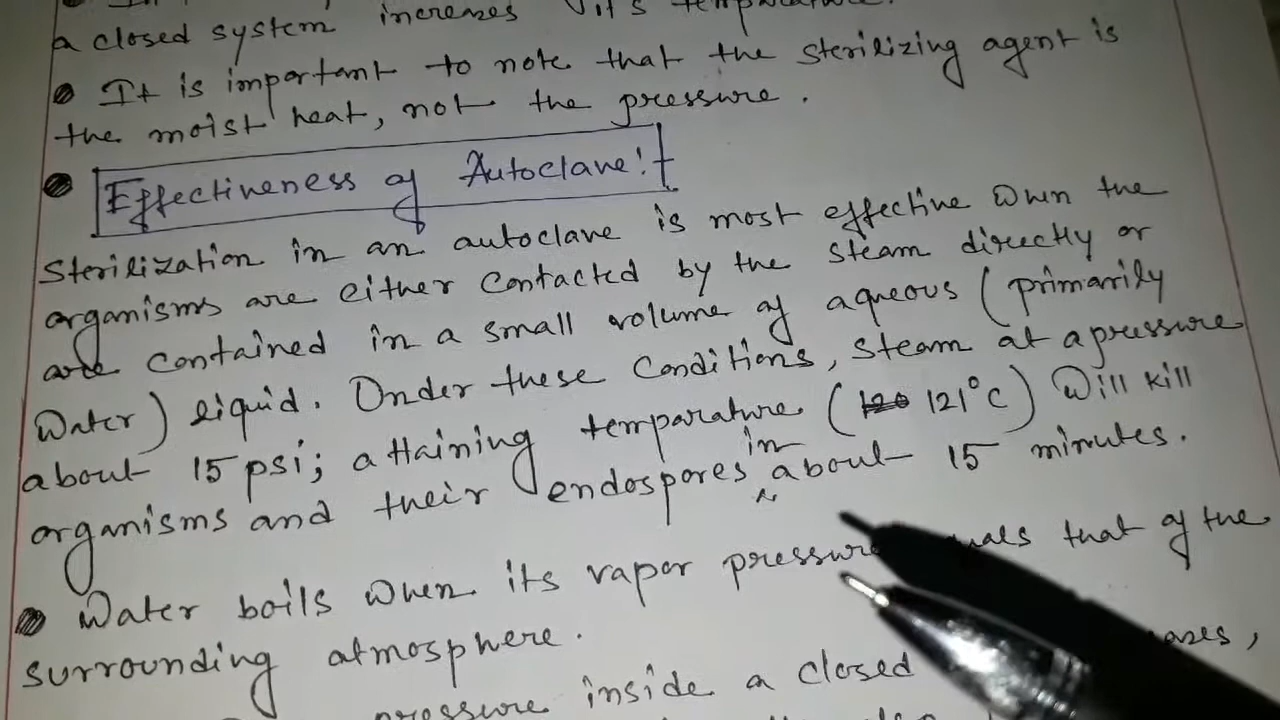 a closed system increases its temperature.
• It is important to note that the sterilizing agent is
the moist heat, not the pressure.
• Effectiveness of Autoclave:-
Sterilization in an autoclave is most effective when the
organisms are either contacted by the steam directly or
are contained in a small volume of aqueous (primarily
water) liquid. Under these conditions, steam at a pressure
about 15 psi; attaining temparature (121°C) will kill
organisms and their endospores in about 15 minutes.
• Water boils when its vapor pressure that of the
surrounding atmosphere.
pressure inside a closed